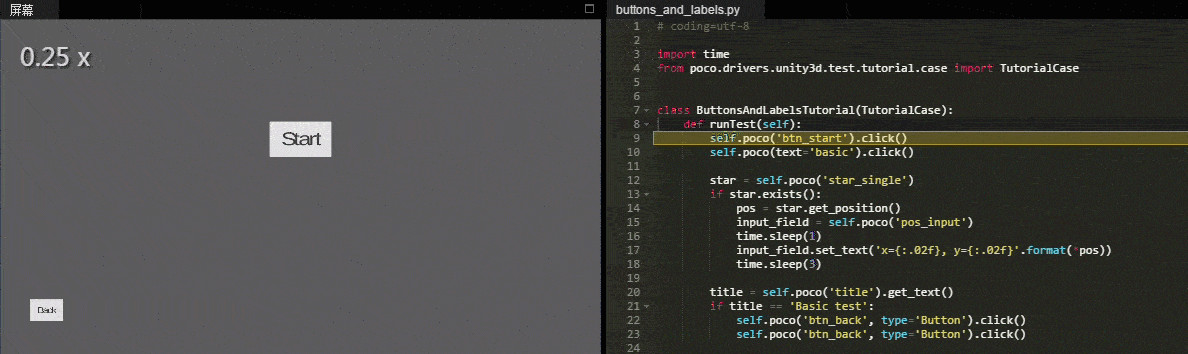 屏幕
0.25 x
Start
Back
buttons_and_labels.py
1 # coding=utf-8
2
3 import time
4 from poco.drivers.unity3d.test.tutorial.case import TutorialCase
5
6
7 class ButtonsAndLabelsTutorial(TutorialCase):
8 def runTest(self):
9 self.poco('btn_start').click()
10 self.poco(text='basic').click()
11
12 star = self.poco('star_single')
13 if star.exists():
14 pos = star.get_position()
15 input_field = self.poco('pos_input')
16 time.sleep(1)
17 input_field.set_text('x={:.02f}, y={:.02f}'.format(*pos))
18 time.sleep(3)
19
20 title = self.poco('title').get_text()
21 if title == 'Basic test':
22 self.poco('btn_back', type='Button').click()
23 self.poco('btn_back', type='Button').click()
24